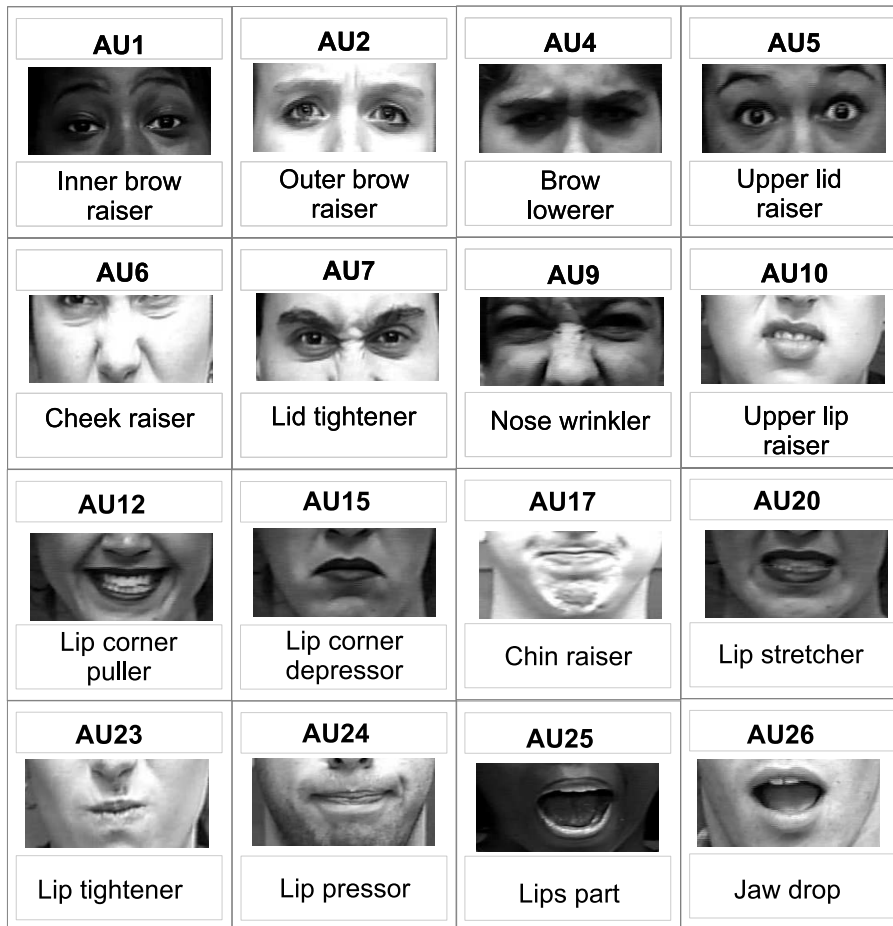 AU1
Inner brow
raiser
AU2
Outer brow
raiser
AU4
Brow
lowerer
AU5
Upper lid
raiser
AU6
Cheek raiser
AU7
Lid tightener
AU9
Nose wrinkler
AU10
Upper lip
raiser
AU12
Lip corner
puller
AU15
Lip corner
depressor
AU17
Chin raiser
AU20
Lip stretcher
AU23
Lip tightener
AU24
Lip pressor
AU25
Lips part
AU26
Jaw drop